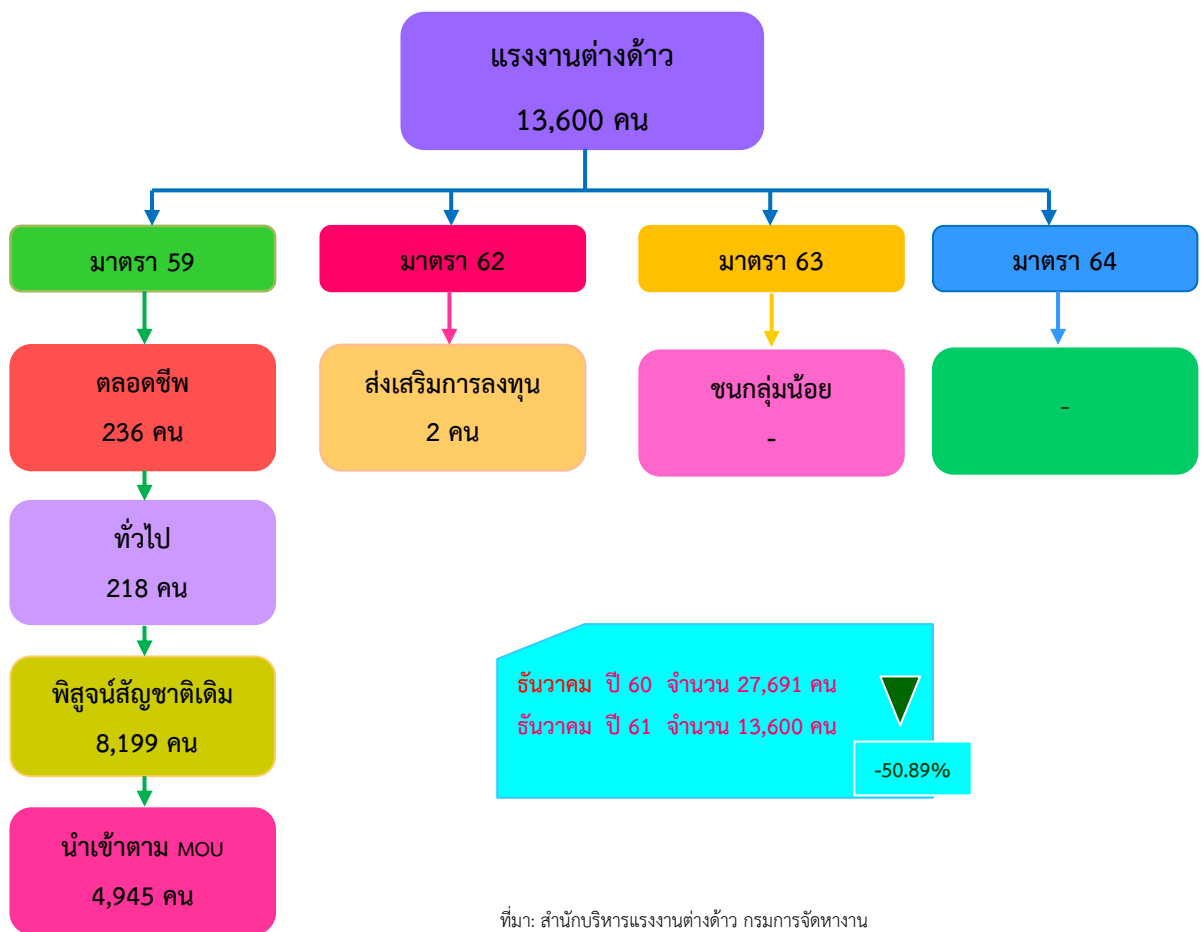 แรงงานต่างด้าว
13,600 คน
มาตรา 59
มาตรา 62
มาตรา 63
มาตรา 64
ตลอดชีพ
236 คน
ส่งเสริมการลงทุน
2 คน
ชนกลุ่มน้อย
-
-
ทั่วไป
218 คน
พิสูจน์สัญชาติเดิม
8,199 คน
นำเข้าตาม MOU
4,945 คน
ธันวาคม ปี 60 จำนวน 27,691 คน
ธันวาคม ปี 61 จำนวน 13,600 คน
-50.89%
ที่มา: สำนักบริหารแรงงานต่างด้าว กรมการจัดหางาน